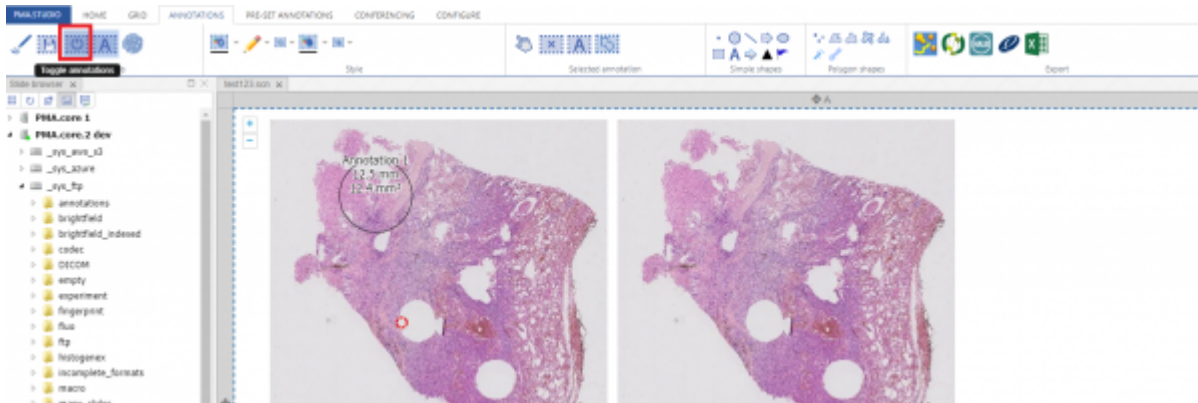 PMA.STUDIO HOME GRID ANNOTATIONS PRE-SET ANNOTATIONS CONFERENCING CONFIGURE
Toggle annotations
Style
Selected annotation
Simple shapes
Polygon shapes
Export
Slide browser
test123.scn
A
PMA.core 1
PMA.core.2 dev
_sys_aws_s3
_sys_azure
_sys_ftp
annotations
brightfield
brightfield_indexed
codec
DICOM
empty
experiment
fingerprint
fluo
ftp
histogenex
incomplete_formats
macro
Annotation 1
12.5 mm
12.4 mm²